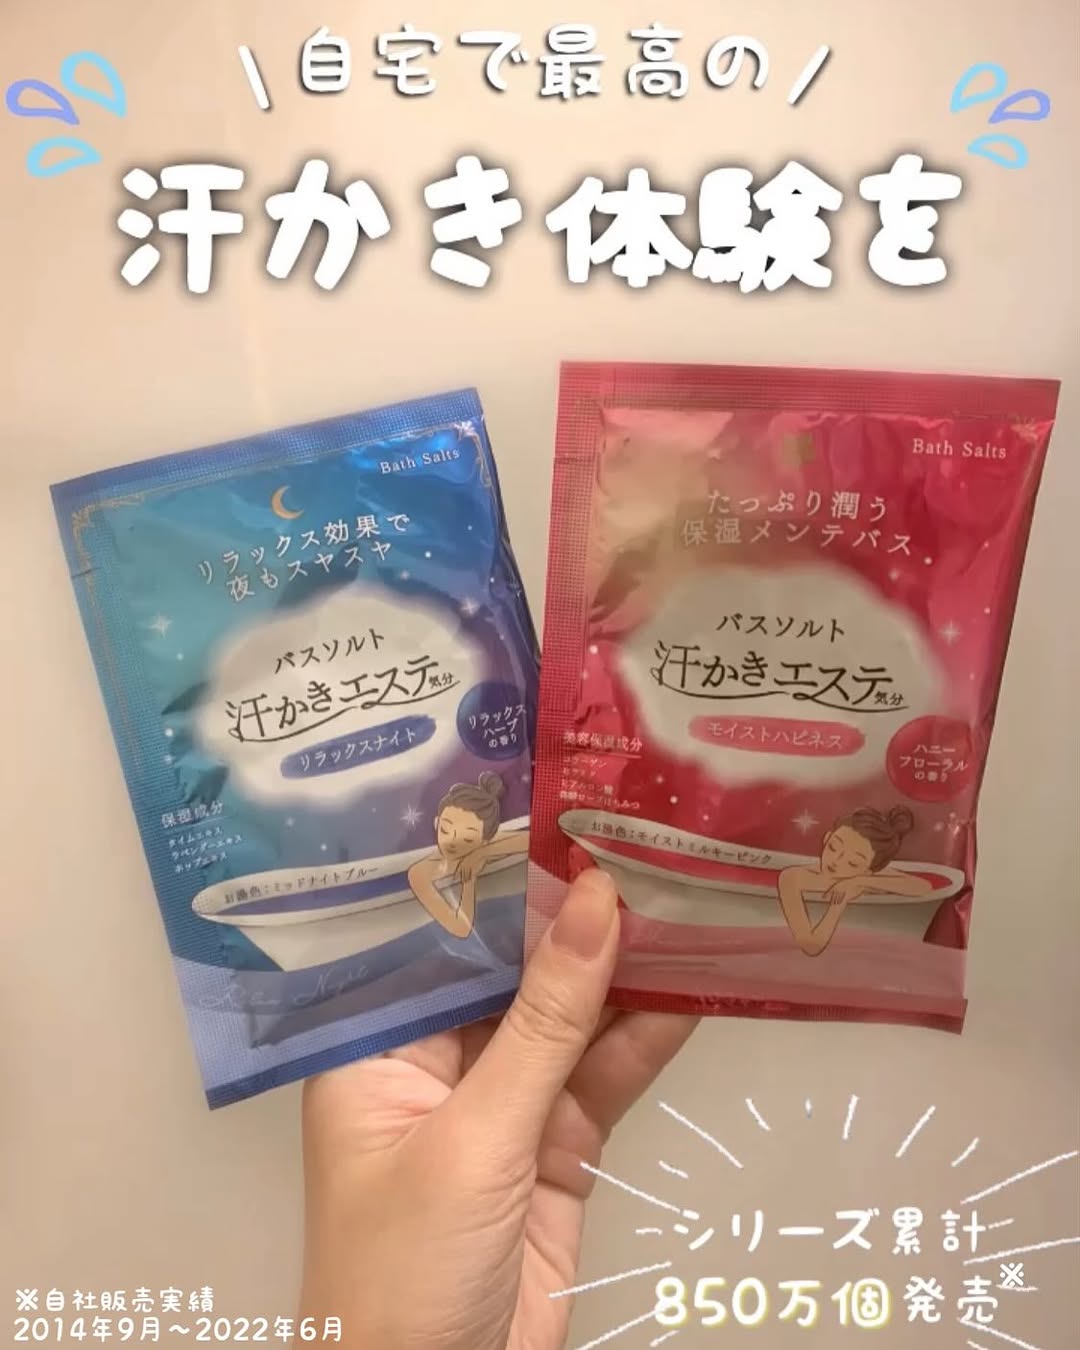 \自宅で最高の/
汗かき体験を
Bath Salts
リラックス効果で
夜もスヤスヤ
バスソルト
汗かきエステ気分
リラックスナイト
リラックス
ハーブ
の香り
保湿成分
タイムエキス
ラベンダーエキス
ホップエキス
お湯色:ミッドナイトブルー
Relax Night
Bath Salts
たっぷり潤う
保湿メンテバス
バスソルト
汗かきエステ気分
モイストハピネス
ハニー
フローラル
の香り
美容保湿成分
コラーゲン
ヒアルロン酸
お湯色:モイストミルキーピンク
シリーズ累計
850万個発売※
※自社販売実績
2014年9月〜2022年6月